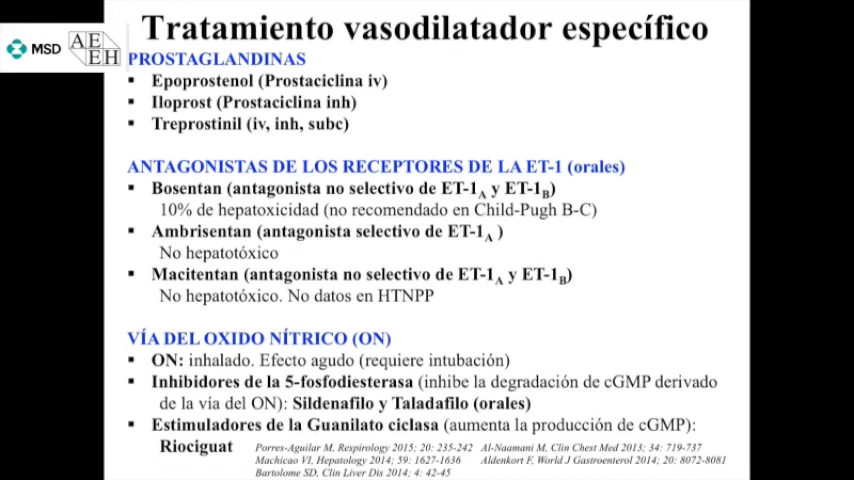 Tratamiento vasodilatador específico
MSD
AE
EH
PROSTAGLANDINAS
▪ Epoprostenol (Prostaciclina iv)
▪ Iloprost (Prostaciclina inh)
▪ Treprostinil (iv, inh, subc)
ANTAGONISTAS DE LOS RECEPTORES DE LA ET-1 (orales)
▪ Bosentan (antagonista no selectivo de ET-1A y ET-1B)
10% de hepatoxicidad (no recomendado en Child-Pugh B-C)
▪ Ambrisentan (antagonista selectivo de ET-1A )
No hepatotóxico
▪ Macitentan (antagonista no selectivo de ET-1A y ET-1B)
No hepatotóxico. No datos en HTNPP
VÍA DEL OXIDO NÍTRICO (ON)
▪ ON: inhalado. Efecto agudo (requiere intubación)
▪ Inhibidores de la 5-fosfodiesterasa (inhibe la degradación de cGMP derivado
de la vía del ON): Sildenafilo y Taladafilo (orales)
▪ Estimuladores de la Guanilato ciclasa (aumenta la producción de cGMP):
Riociguat
Porres-Aguilar M, Respirology 2015; 20: 235-242 Al-Naamani M, Clin Chest Med 2013; 34: 719-737
Machicao VI, Hepatology 2014; 59: 1627-1636 Aldenkort F, World J Gastroenterol 2014; 20: 8072-8081
Bartolome SD, Clin Liver Dis 2014; 4: 42-45